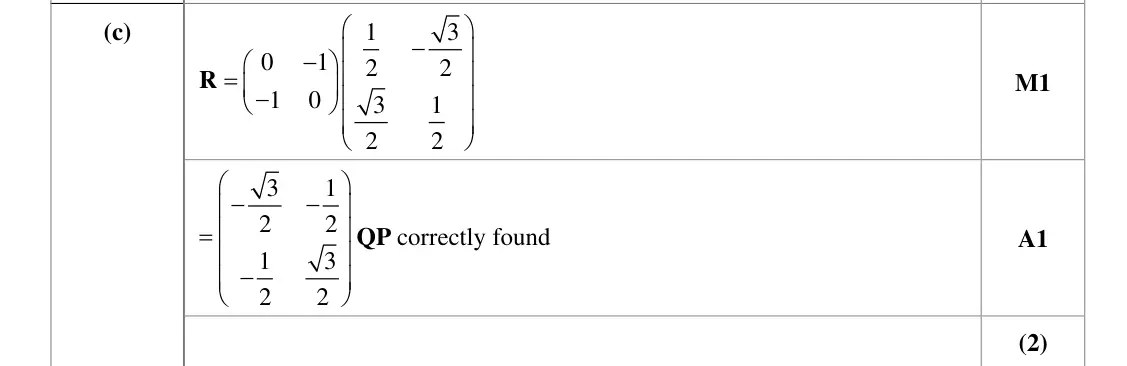 (c)
R = ( 0 −1 ; −1 0 ) ( 1/2 −√3/2 ; √3/2 1/2 )
M1
= ( −√3/2 −1/2 ; −1/2 √3/2 ) QP correctly found
A1
(2)